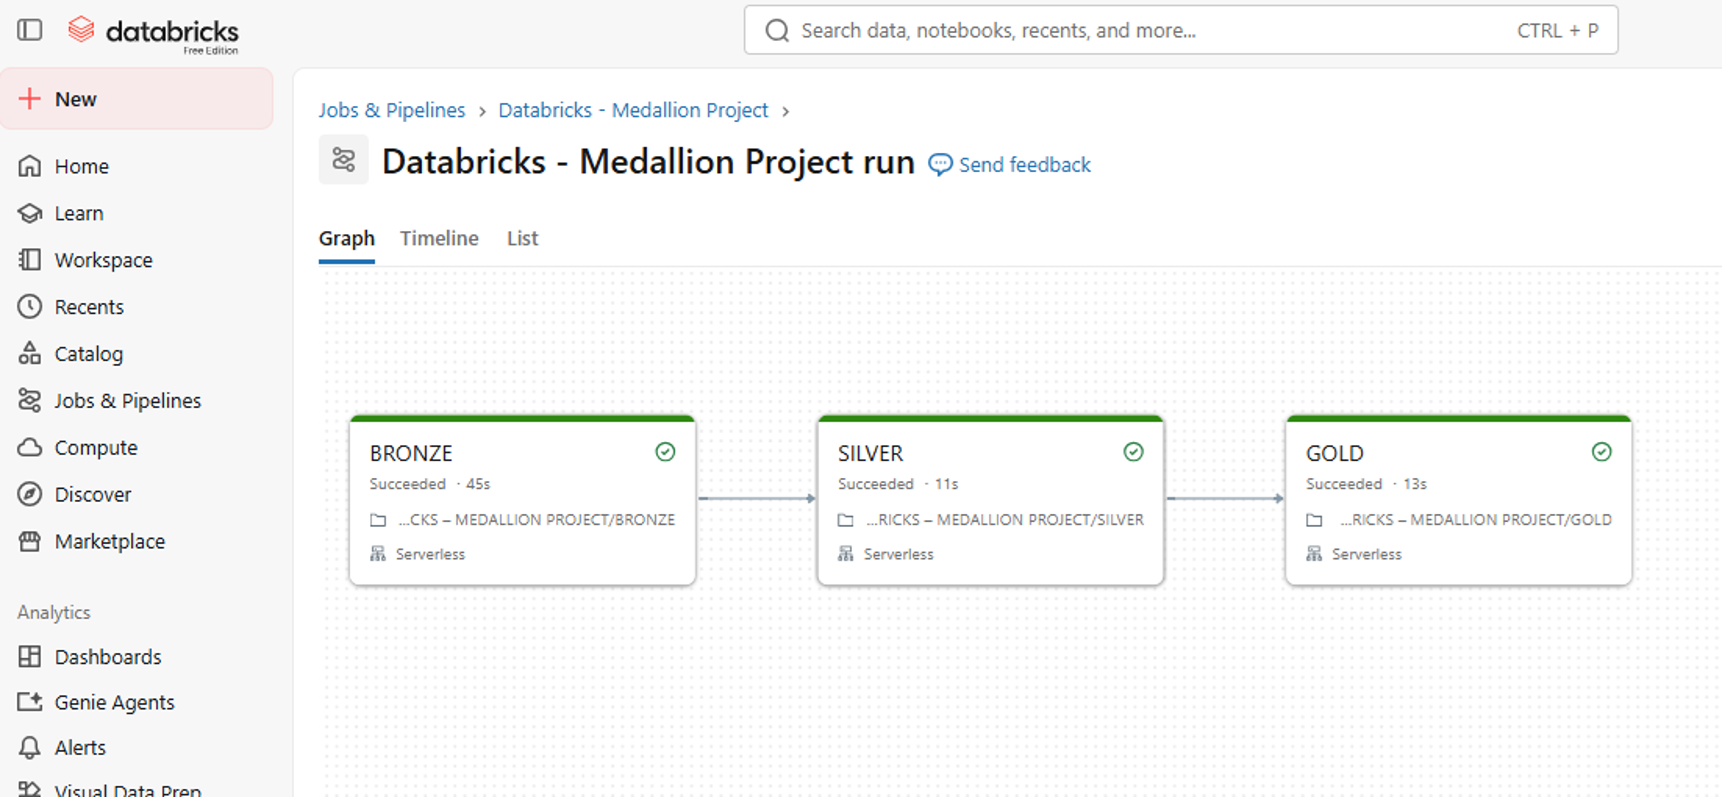 databricks
Free Edition
Search data, notebooks, recents, and more... CTRL + P
New
Home
Learn
Workspace
Recents
Catalog
Jobs & Pipelines
Compute
Discover
Marketplace
Analytics
Dashboards
Genie Agents
Alerts
Visual Data Prep
Jobs & Pipelines › Databricks - Medallion Project ›
Databricks - Medallion Project run Send feedback
Graph Timeline List
BRONZE
Succeeded · 45s
...CKS – MEDALLION PROJECT/BRONZE
Serverless
SILVER
Succeeded · 11s
...RICKS – MEDALLION PROJECT/SILVER
Serverless
GOLD
Succeeded · 13s
...RICKS – MEDALLION PROJECT/GOLD
Serverless